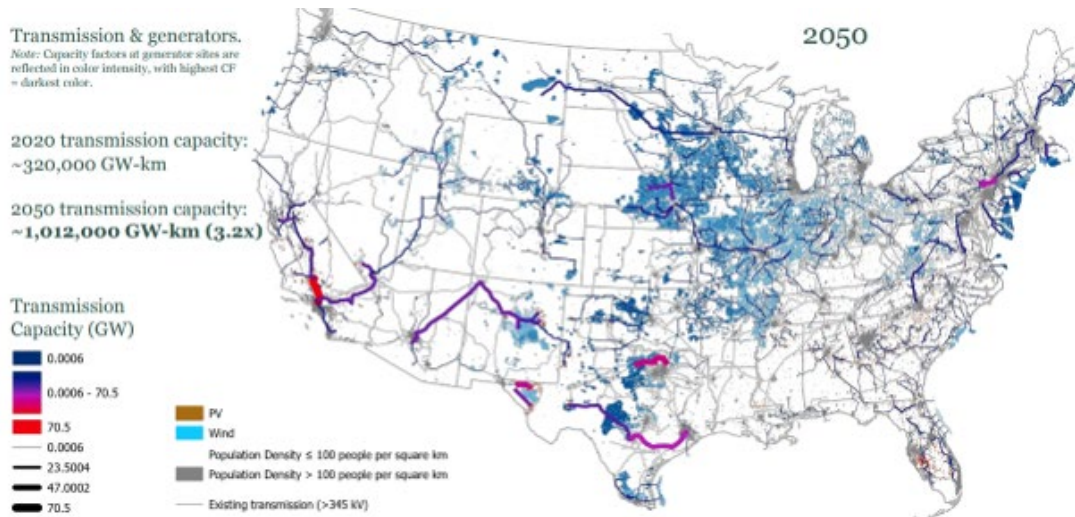 Transmission & generators.
2050
Note: Capacity factors at generator sites are
reflected in color intensity, with highest CF
= darkest color.
2020 transmission capacity:
~320,000 GW-km
2050 transmission capacity:
~1,012,000 GW-km (3.2x)
Transmission
Capacity (GW)
0.0006
0.0006 - 70.5
70.5
0.0006
23.5004
47.0002
70.5
PV
Wind
Population Density ≤ 100 people per square km
Population Density > 100 people per square km
Existing transmission (>345 kV)